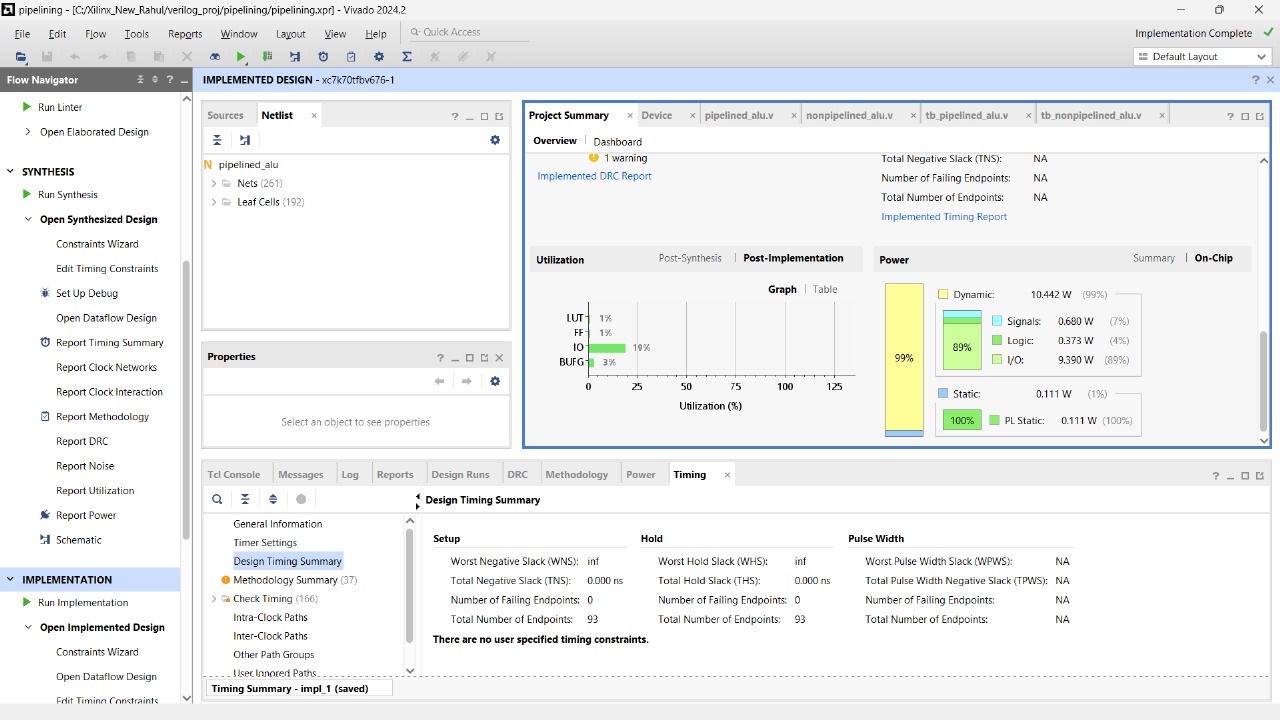 pipelining - [C:/Xilinx_New_Rahul/verilog_proj/pipelining/pipelining.xpr] - Vivado 2024.2
File Edit Flow Tools Reports Window Layout View Help Quick Access
Implementation Complete
Default Layout
Flow Navigator
IMPLEMENTED DESIGN - xc7k70tfbv676-1
Run Linter
Open Elaborated Design
SYNTHESIS
Run Synthesis
Open Synthesized Design
Constraints Wizard
Edit Timing Constraints
Set Up Debug
Open Dataflow Design
Report Timing Summary
Report Clock Networks
Report Clock Interaction
Report Methodology
Report DRC
Report Noise
Report Utilization
Report Power
Schematic
IMPLEMENTATION
Run Implementation
Open Implemented Design
Constraints Wizard
Open Dataflow Design
Edit Timing Constraints
Sources Netlist
N pipelined_alu
Nets (261)
Leaf Cells (192)
Properties
Select an object to see properties
Project Summary Device pipelined_alu.v nonpipelined_alu.v tb_pipelined_alu.v tb_nonpipelined_alu.v
Overview Dashboard
1 warning
Implemented DRC Report
Total Negative Slack (TNS): NA
Number of Failing Endpoints: NA
Total Number of Endpoints: NA
Implemented Timing Report
Utilization Post-Synthesis Post-Implementation
Graph Table
LUT 1%
FF 1%
IO 19%
BUFG 3%
0 25 50 75 100 125
Utilization (%)
Power Summary On-Chip
99%
Dynamic: 10.442 W (99%)
89%
Signals: 0.680 W (7%)
Logic: 0.373 W (4%)
I/O: 9.390 W (89%)
Static: 0.111 W (1%)
100% PL Static: 0.111 W (100%)
Tcl Console Messages Log Reports Design Runs DRC Methodology Power Timing
General Information
Timer Settings
Design Timing Summary
Methodology Summary (37)
Check Timing (166)
Intra-Clock Paths
Inter-Clock Paths
Other Path Groups
User Ignored Paths
Design Timing Summary
Setup Hold Pulse Width
Worst Negative Slack (WNS): inf Worst Hold Slack (WHS): inf Worst Pulse Width Slack (WPWS): NA
Total Negative Slack (TNS): 0.000 ns Total Hold Slack (THS): 0.000 ns Total Pulse Width Negative Slack (TPWS): NA
Number of Failing Endpoints: 0 Number of Failing Endpoints: 0 Number of Failing Endpoints: NA
Total Number of Endpoints: 93 Total Number of Endpoints: 93 Total Number of Endpoints: NA
There are no user specified timing constraints.
Timing Summary - impl_1 (saved)